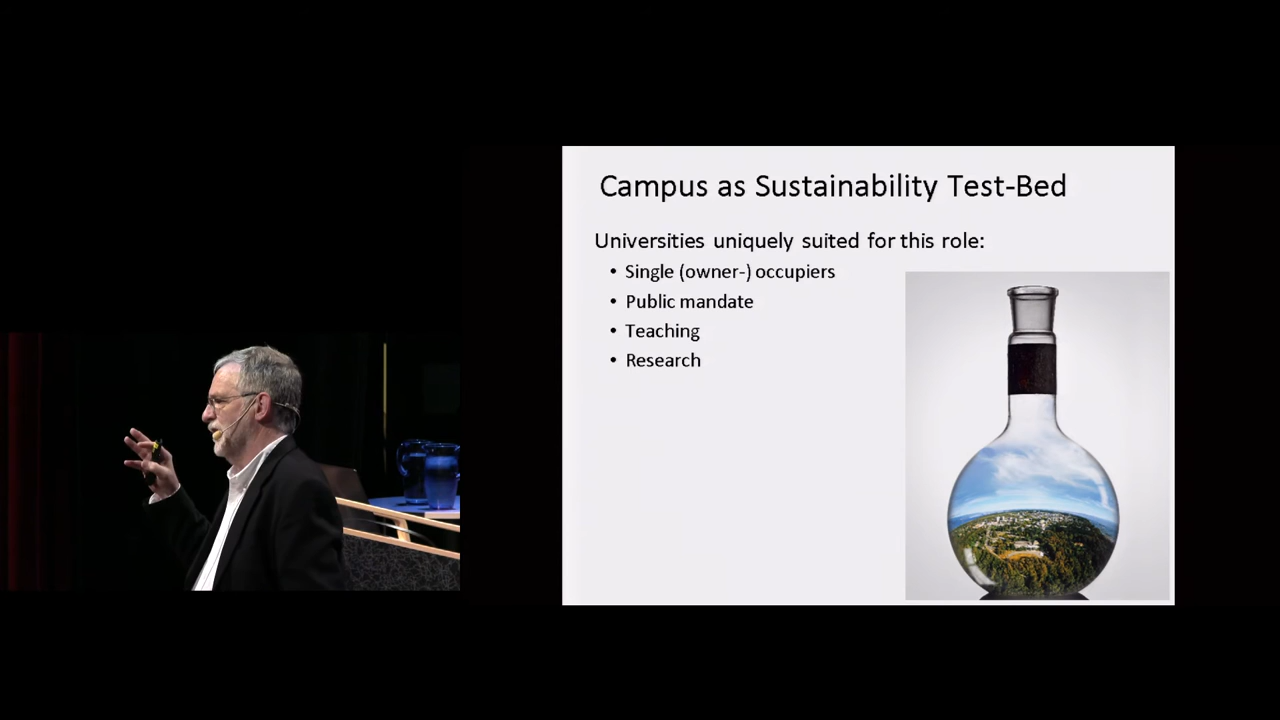 Campus as Sustainability Test-Bed
Universities uniquely suited for this role:
• Single (owner-) occupiers
• Public mandate
• Teaching
• Research